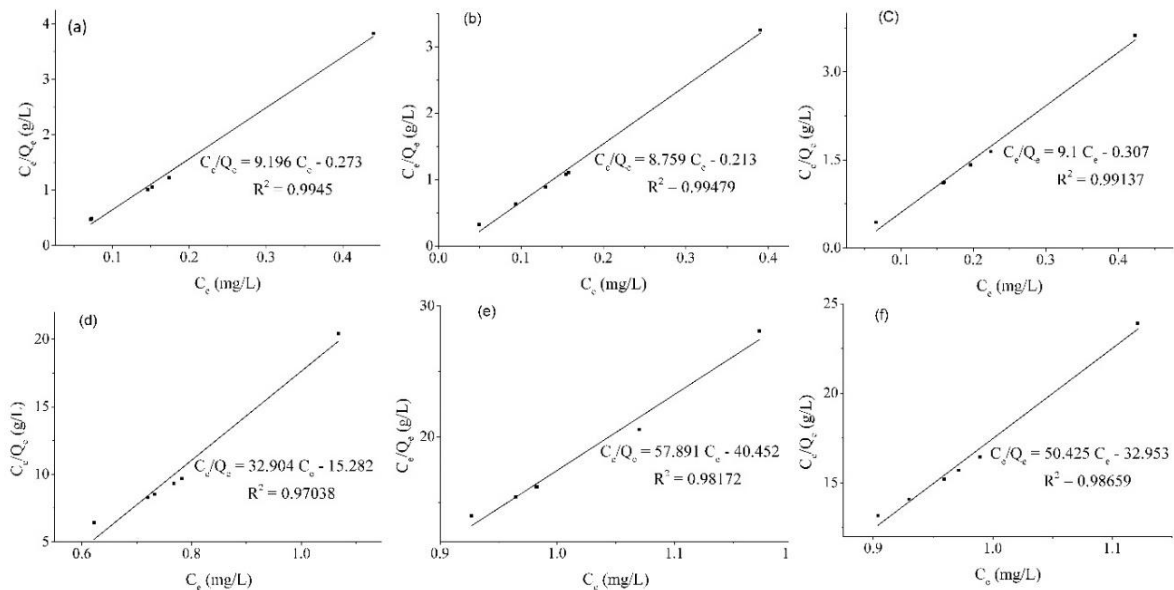 (a)
4
3
2
1
0
C_e/Q_e (g/L)
C_e/Q_e = 9.196 C_e - 0.273
R² = 0.9945
0.1 0.2 0.3 0.4
C_e (mg/L)
(b)
3
2
1
0
C_e/Q_e (g/L)
C_e/Q_e = 8.759 C_e - 0.213
R² – 0.99479
0.0 0.1 0.2 0.3 0.4
C_e (mg/L)
(C)
3.0
1.5
0.0
C_e/Q_e (g/L)
C_e/Q_e = 9.1 C_e - 0.307
R² = 0.99137
0.1 0.2 0.3 0.4
C_e (mg/L)
(d)
20
15
10
5
C_e/Q_e (g/L)
C_e/Q_e = 32.904 C_e - 15.282
R² = 0.97038
0.6 0.8 1.0
C_e (mg/L)
(e)
30
20
C_e/Q_e (g/L)
C_e/Q_e = 57.891 C_e - 40.452
R² = 0.98172
0.9 1.0 1.1 1
C_e (mg/L)
(f)
25
20
15
C_e/Q_e (g/L)
C_e/Q_e = 50.425 C_e - 32.953
R² – 0.98659
0.9 1.0 1.1
C_e (mg/L)